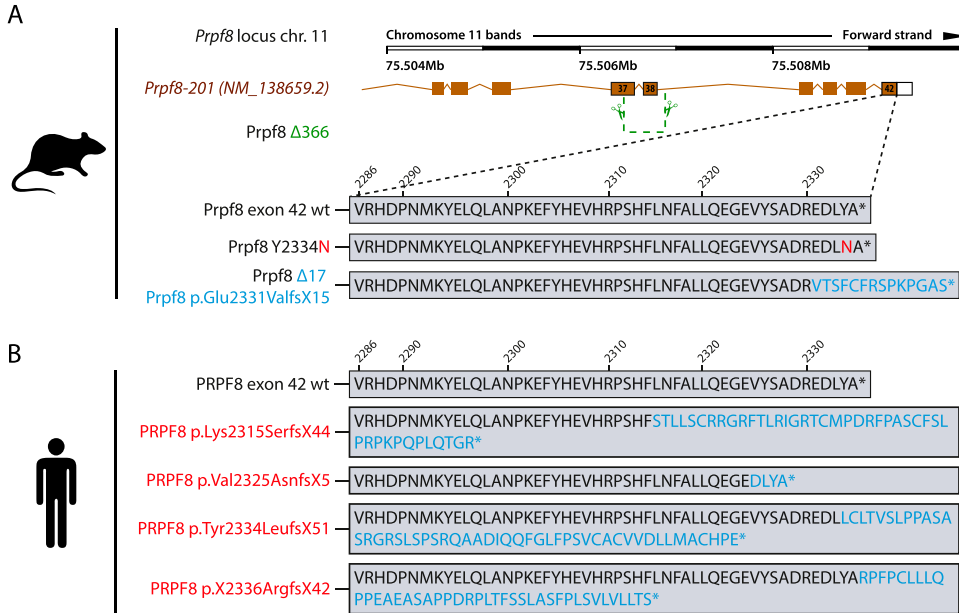 A
Prpf8 locus chr. 11
Chromosome 11 bands
Forward strand
75.504Mb
75.506Mb
75.508Mb
Prpf8-201 (NM_138659.2)
37
38
42
Prpf8 Δ366
2286
2290
2300
2310
2320
2330
Prpf8 exon 42 wt
VRHDPNMKYELQLANPKEFYHEVHRPSHFLNFALLQEGEVYSADREDLYA*
Prpf8 Y2334N
VRHDPNMKYELQLANPKEFYHEVHRPSHFLNFALLQEGEVYSADREDLNA*
Prpf8 Δ17
Prpf8 p.Glu2331ValfsX15
VRHDPNMKYELQLANPKEFYHEVHRPSHFLNFALLQEGEVYSADRVTSFCFRSPKPGAS*
B
2286
2290
2300
2310
2320
2330
PRPF8 exon 42 wt
VRHDPNMKYELQLANPKEFYHEVHRPSHFLNFALLQEGEVYSADREDLYA*
PRPF8 p.Lys2315SerfsX44
VRHDPNMKYELQLANPKEFYHEVHRPSHFSTLLSCRRGRFTLRIGRTCMPDRFPASCFSL
PRPKPQPLQTGR*
PRPF8 p.Val2325AsnfsX5
VRHDPNMKYELQLANPKEFYHEVHRPSHFLNFALLQEGEDLYA*
PRPF8 p.Tyr2334LeufsX51
VRHDPNMKYELQLANPKEFYHEVHRPSHFLNFALLQEGEVYSADREDLLCLTVSLPPASA
SRGRSLSPSRQAADIQQFGLFPSVCACVVDLLMACHPE*
PRPF8 p.X2336ArgfsX42
VRHDPNMKYELQLANPKEFYHEVHRPSHFLNFALLQEGEVYSADREDLYARPFPCLLLQ
PPEAEASAPPDRPLTFSSLASFPLSVLVLLTS*